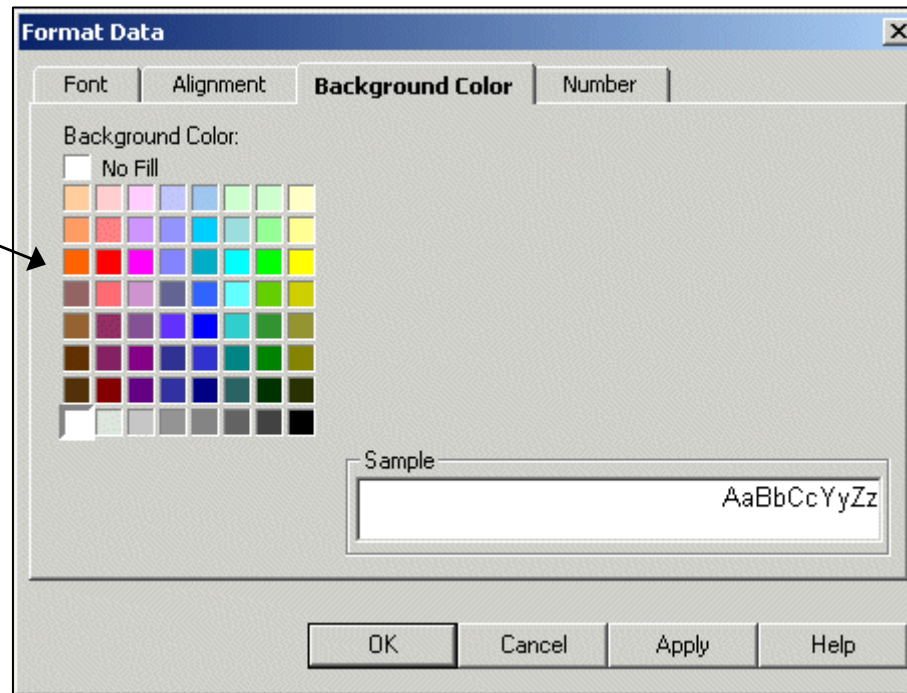 Format Data
Font Alignment Background Color Number
Background Color:
No Fill
Sample
AaBbCcYyZz
OK Cancel Apply Help